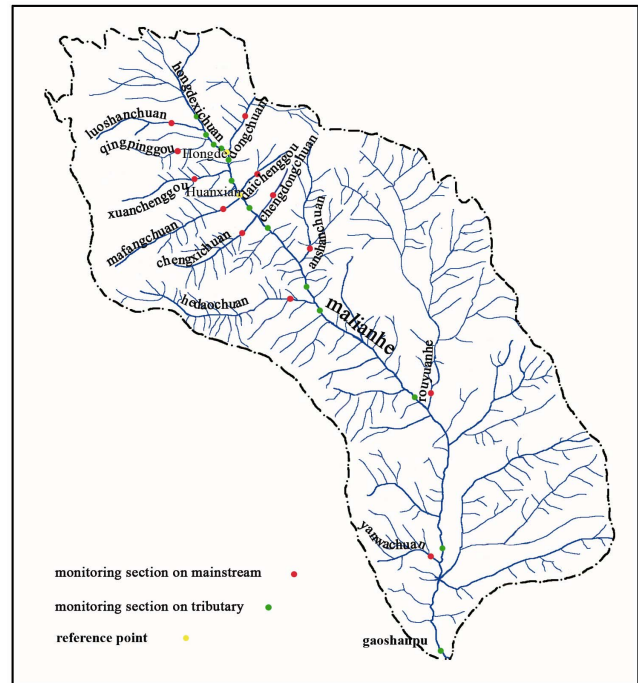 hongdexichuan
luoshanchuan
dongchuan
qingpinggou
Hongde
haichenggou
chengdongchuan
xuanchenggou
Huanxian
mafangchuan
chengxichuan
anshanchuan
hedaochuan
malianhe
rouyuanhe
yanwachuan
monitoring section on mainstream
monitoring section on tributary
reference point
gaoshanpu